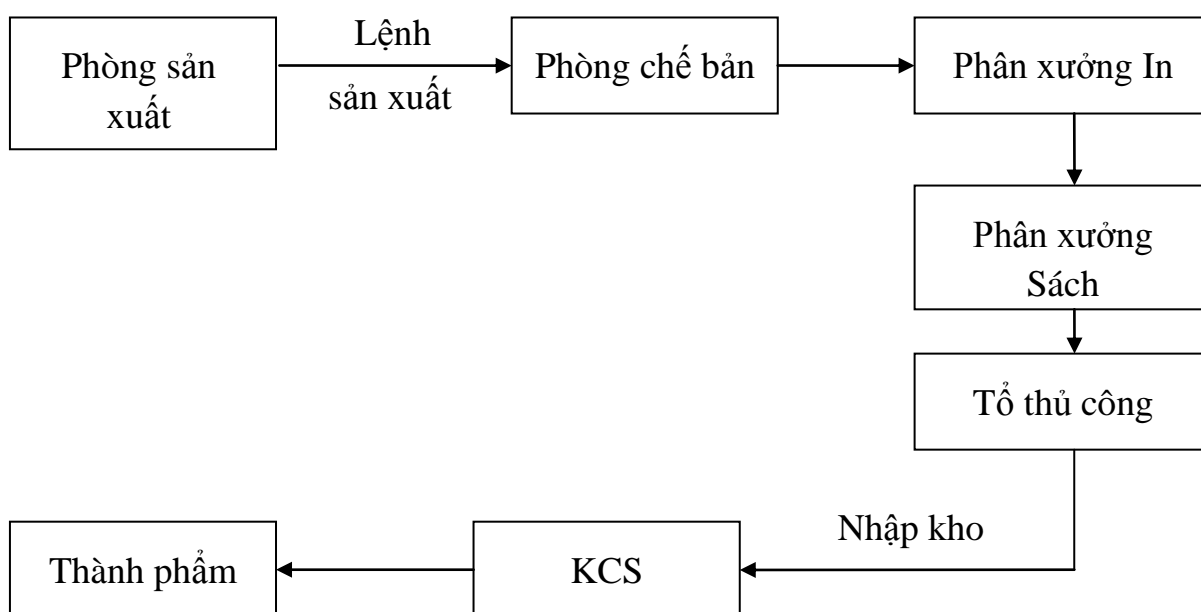 Phòng sản
xuất
Lệnh
sản xuất
Phòng chế bản
Phân xưởng In
Phân xưởng
Sách
Tổ thủ công
Nhập kho
KCS
Thành phẩm